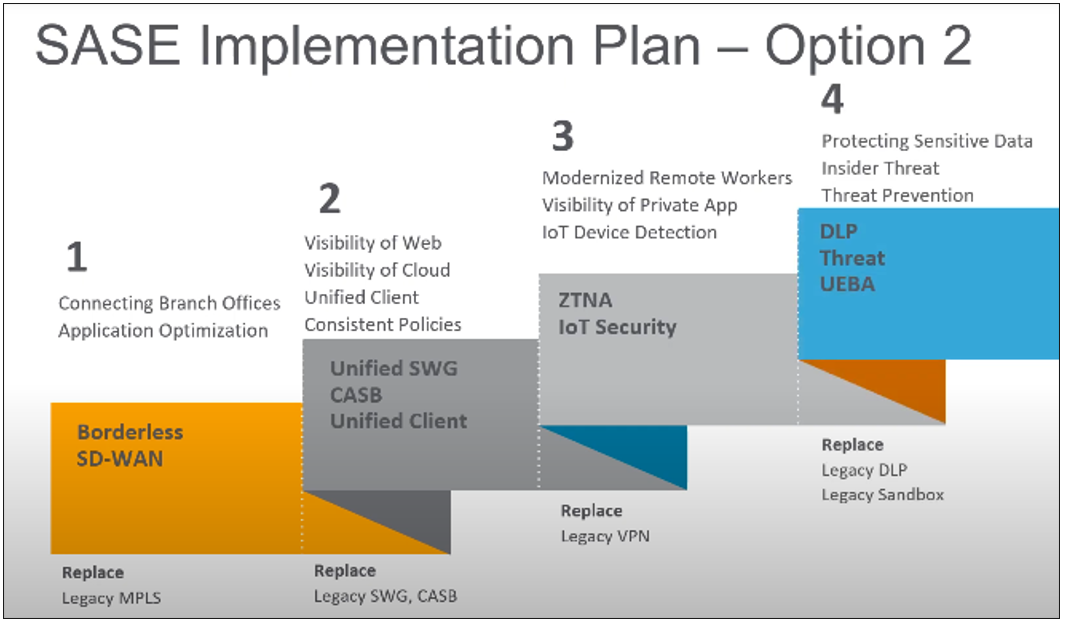 SASE Implementation Plan – Option 2
1
Connecting Branch Offices
Application Optimization
Borderless
SD-WAN
Replace
Legacy MPLS
2
Visibility of Web
Visibility of Cloud
Unified Client
Consistent Policies
Unified SWG
CASB
Unified Client
Replace
Legacy SWG, CASB
3
Modernized Remote Workers
Visibility of Private App
IoT Device Detection
ZTNA
IoT Security
Replace
Legacy VPN
4
Protecting Sensitive Data
Insider Threat
Threat Prevention
DLP
Threat
UEBA
Replace
Legacy DLP
Legacy Sandbox